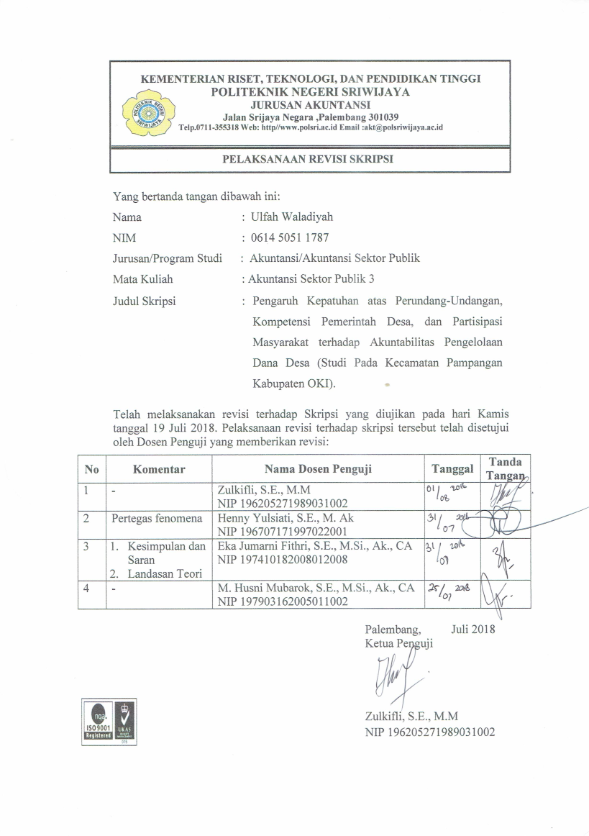 KEMENTERIAN RISET, TEKNOLOGI, DAN PENDIDIKAN TINGGI
POLITEKNIK NEGERI SRIWIJAYA
JURUSAN AKUNTANSI
Jalan Srijaya Negara ,Palembang 301039
Telp.0711-355318 Web: http//www.polsri.ac.id Email :akt@polsriwijaya.ac.id
PELAKSANAAN REVISI SKRIPSI
Yang bertanda tangan dibawah ini:
Nama : Ulfah Waladiyah
NIM : 0614 5051 1787
Jurusan/Program Studi : Akuntansi/Akuntansi Sektor Publik
Mata Kuliah : Akuntansi Sektor Publik 3
Judul Skripsi : Pengaruh Kepatuhan atas Perundang-Undangan,
Kompetensi Pemerintah Desa, dan Partisipasi
Masyarakat terhadap Akuntabilitas Pengelolaan
Dana Desa (Studi Pada Kecamatan Pampangan
Kabupaten OKI).
Telah melaksanakan revisi terhadap Skripsi yang diujikan pada hari Kamis
tanggal 19 Juli 2018. Pelaksanaan revisi terhadap skripsi tersebut telah disetujui
oleh Dosen Penguji yang memberikan revisi:
No Komentar Nama Dosen Penguji Tanggal Tanda
Tangan
1 - Zulkifli, S.E., M.M 01/08 2018
NIP 196205271989031002
2 Pertegas fenomena Henny Yulsiati, S.E., M. Ak 31/07 2018
NIP 196707171997022001
3 1. Kesimpulan dan Eka Jumarni Fithri, S.E., M.Si., Ak., CA 31/07 2018
Saran NIP 197410182008012008
2. Landasan Teori
4 - M. Husni Mubarok, S.E., M.Si., Ak., CA 25/07 2018
NIP 197903162005011002
Palembang, Juli 2018
Ketua Penguji
Zulkifli, S.E., M.M
NIP 196205271989031002
ISO 9001
Registered
UKAS